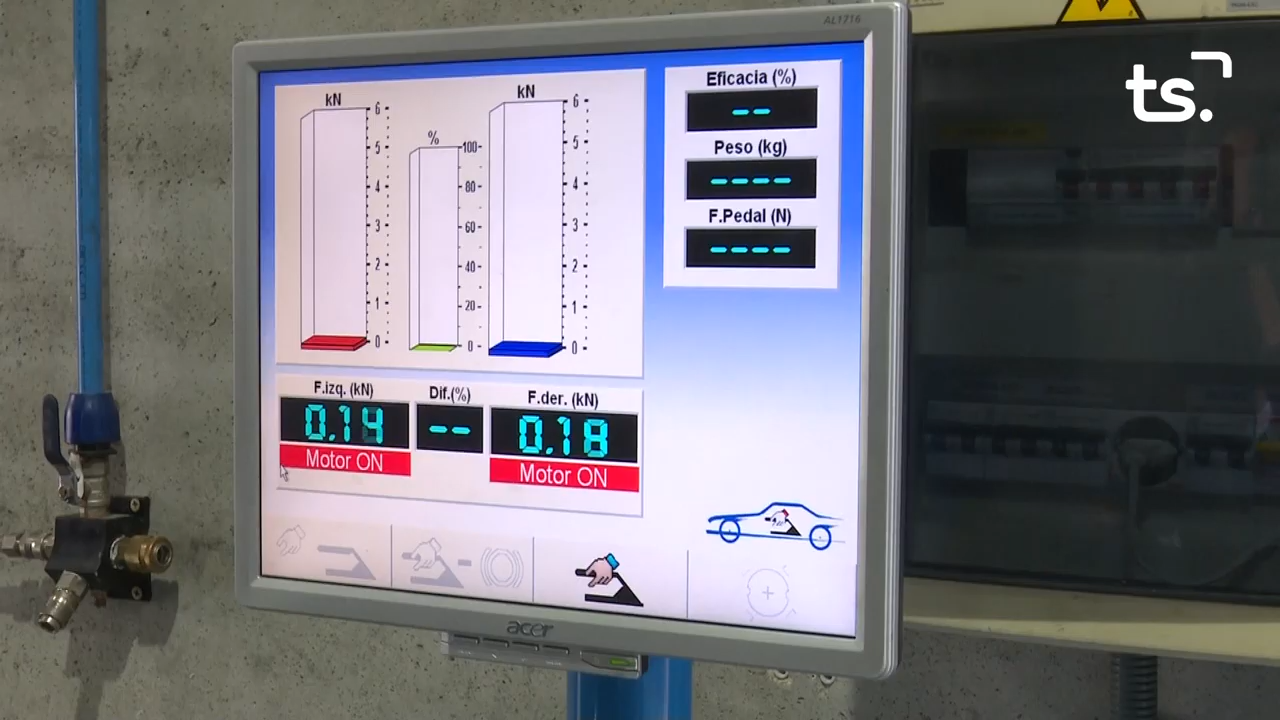 AL1716
ts.
kN
6
5
4
3
2
1
0
%
100
80
60
40
20
0
kN
6
5
4
3
2
1
0
Eficacia (%)
--
Peso (kg)
----
F.Pedal (N)
----
F.izq. (kN)
0.14
Motor ON
Dif.(%)
--
F.der. (kN)
0.18
Motor ON
acer